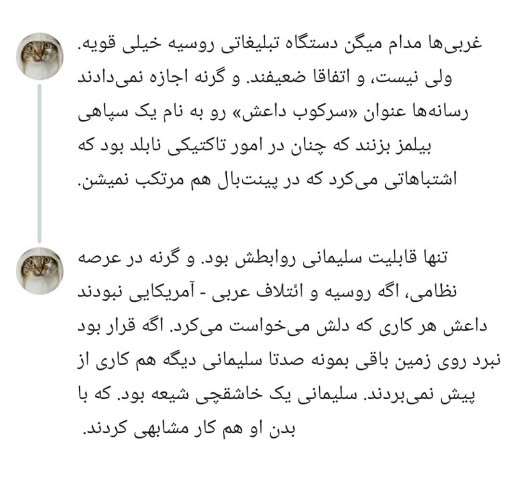 غربی‌ها مدام میگن دستگاه تبلیغاتی روسیه خیلی قویه.
ولی نیست، و اتفاقا ضعیفند. و گرنه اجازه نمی‌دادند
رسانه‌ها عنوان «سرکوب داعش» رو به نام یک سپاهی
بیلمز بزنند که چنان در امور تاکتیکی نابلد بود که
اشتباهاتی می‌کرد که در پینت‌بال هم مرتکب نمیشن.
تنها قابلیت سلیمانی روابطش بود. و گرنه در عرصه
نظامی، اگه روسیه و ائتلاف عربی - آمریکایی نبودند
داعش هر کاری که دلش می‌خواست می‌کرد. اگه قرار بود
نبرد روی زمین باقی بمونه صدتا سلیمانی دیگه هم کاری از
پیش نمی‌بردند. سلیمانی یک خاشقچی شیعه بود. که با
بدن او هم کار مشابهی کردند.